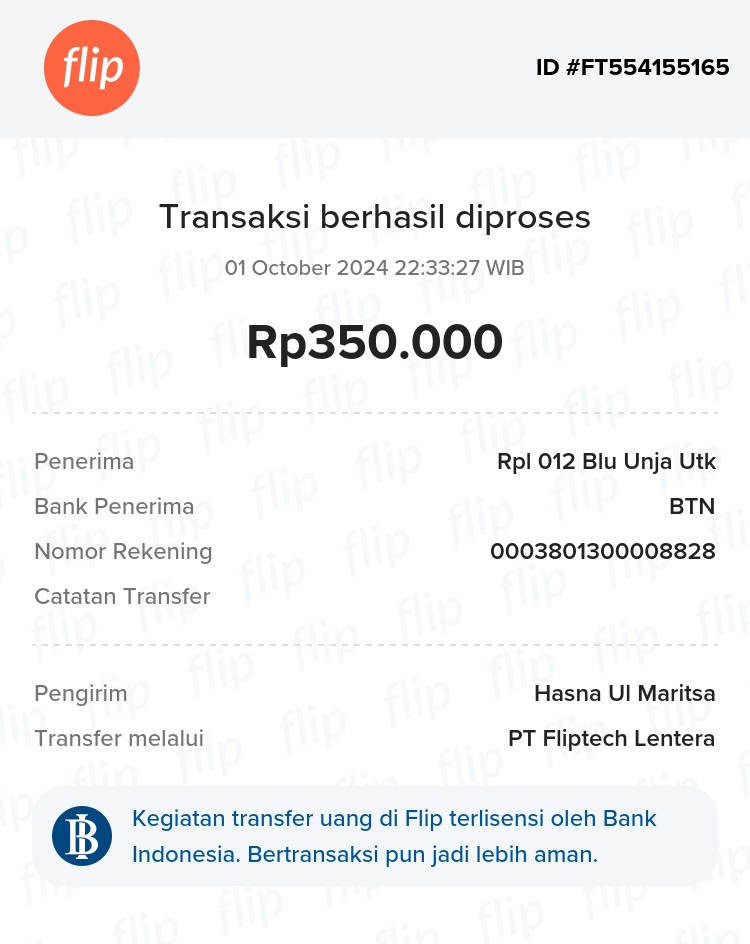 flip
ID #FT554155165
Transaksi berhasil diproses
01 October 2024 22:33:27 WIB
Rp350.000
Penerima Rpl 012 Blu Unja Utk
Bank Penerima BTN
Nomor Rekening 0003801300008828
Catatan Transfer
Pengirim Hasna Ul Maritsa
Transfer melalui PT Fliptech Lentera
Kegiatan transfer uang di Flip terlisensi oleh Bank
Indonesia. Bertransaksi pun jadi lebih aman.